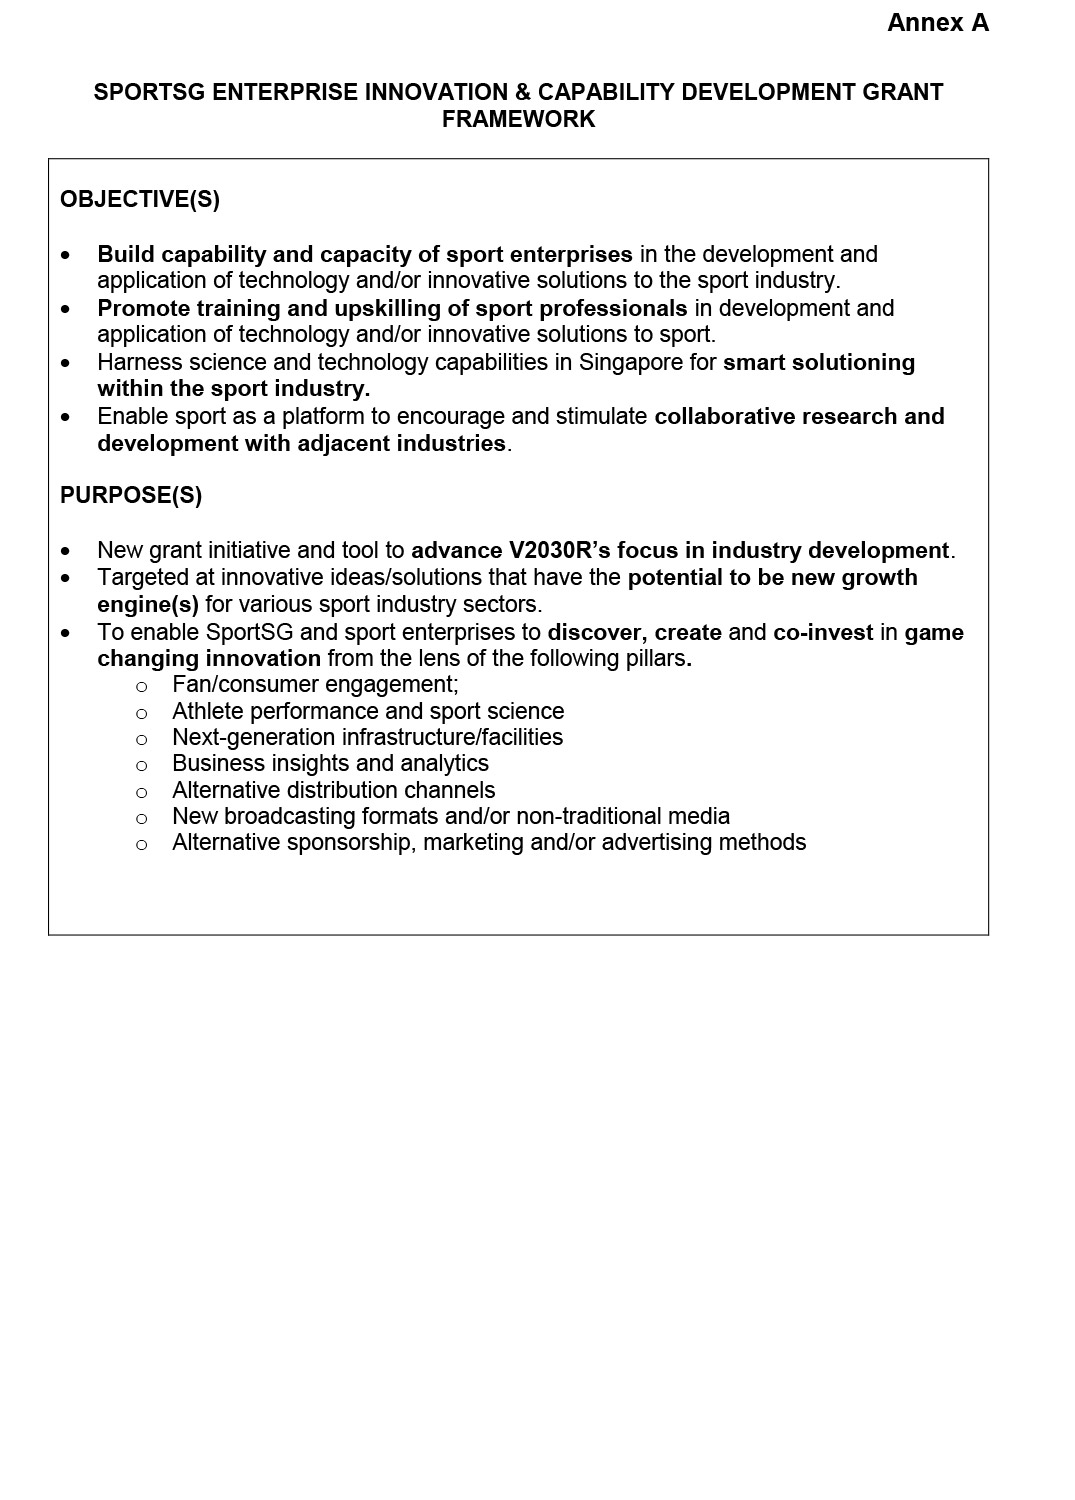 Annex A
SPORTSG ENTERPRISE INNOVATION & CAPABILITY DEVELOPMENT GRANT
FRAMEWORK
OBJECTIVE(S)
• Build capability and capacity of sport enterprises in the development and
application of technology and/or innovative solutions to the sport industry.
• Promote training and upskilling of sport professionals in development and
application of technology and/or innovative solutions to sport.
• Harness science and technology capabilities in Singapore for smart solutioning
within the sport industry.
• Enable sport as a platform to encourage and stimulate collaborative research and
development with adjacent industries.
PURPOSE(S)
• New grant initiative and tool to advance V2030R’s focus in industry development.
• Targeted at innovative ideas/solutions that have the potential to be new growth
engine(s) for various sport industry sectors.
• To enable SportSG and sport enterprises to discover, create and co-invest in game
changing innovation from the lens of the following pillars.
o Fan/consumer engagement;
o Athlete performance and sport science
o Next-generation infrastructure/facilities
o Business insights and analytics
o Alternative distribution channels
o New broadcasting formats and/or non-traditional media
o Alternative sponsorship, marketing and/or advertising methods